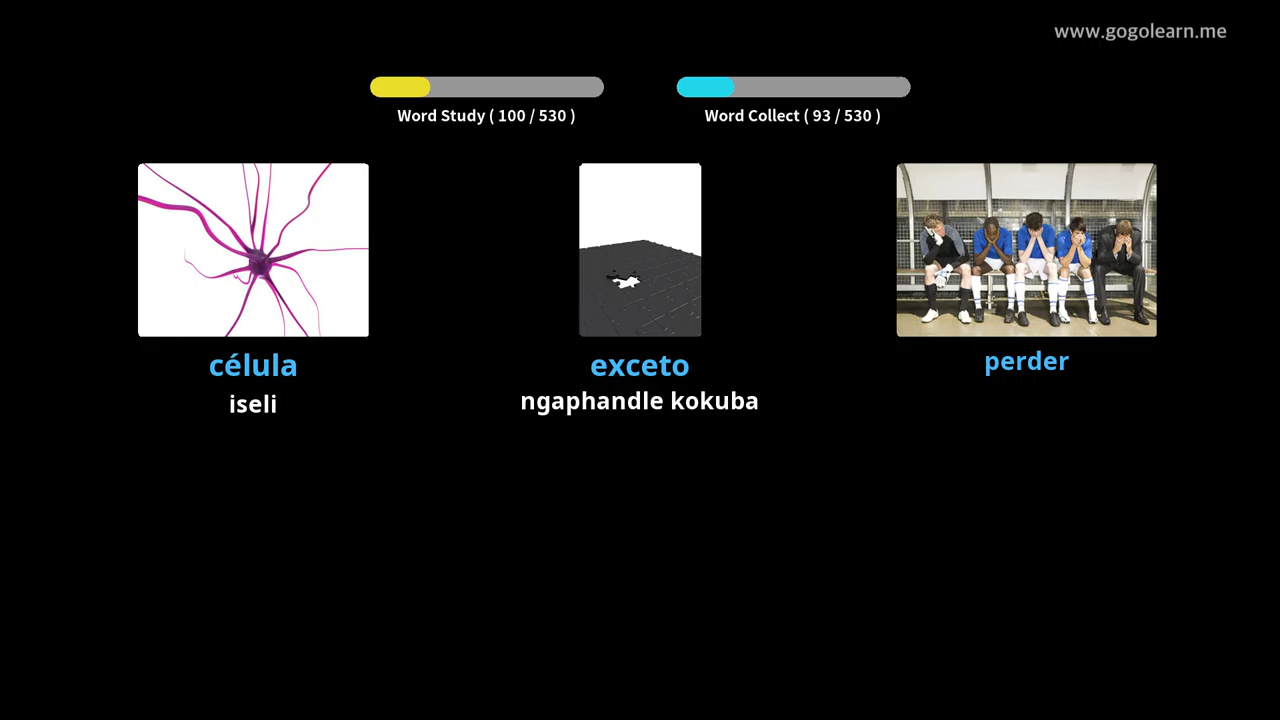 www.gogolearn.me
Word Study ( 100 / 530 )
Word Collect ( 93 / 530 )
célula
exceto
perder
iseli
ngaphandle kokuba